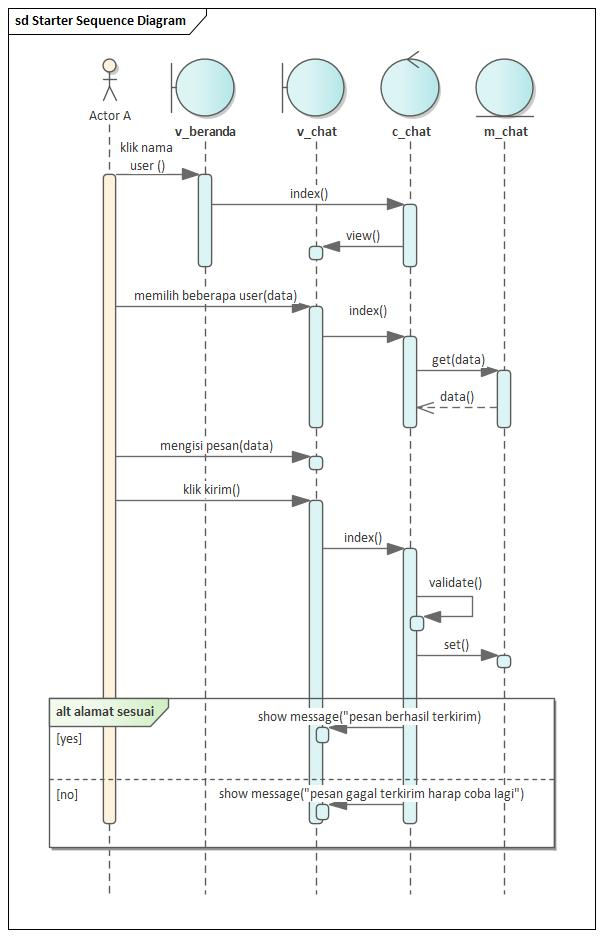 sd Starter Sequence Diagram
Actor A
v_beranda
v_chat
c_chat
m_chat
klik nama
user ()
index()
view()
memilih beberapa user(data)
index()
get(data)
data()
mengisi pesan(data)
klik kirim()
index()
validate()
set()
alt alamat sesuai
show message("pesan berhasil terkirim)
[yes]
[no]
show message("pesan gagal terkirim harap coba lagi")